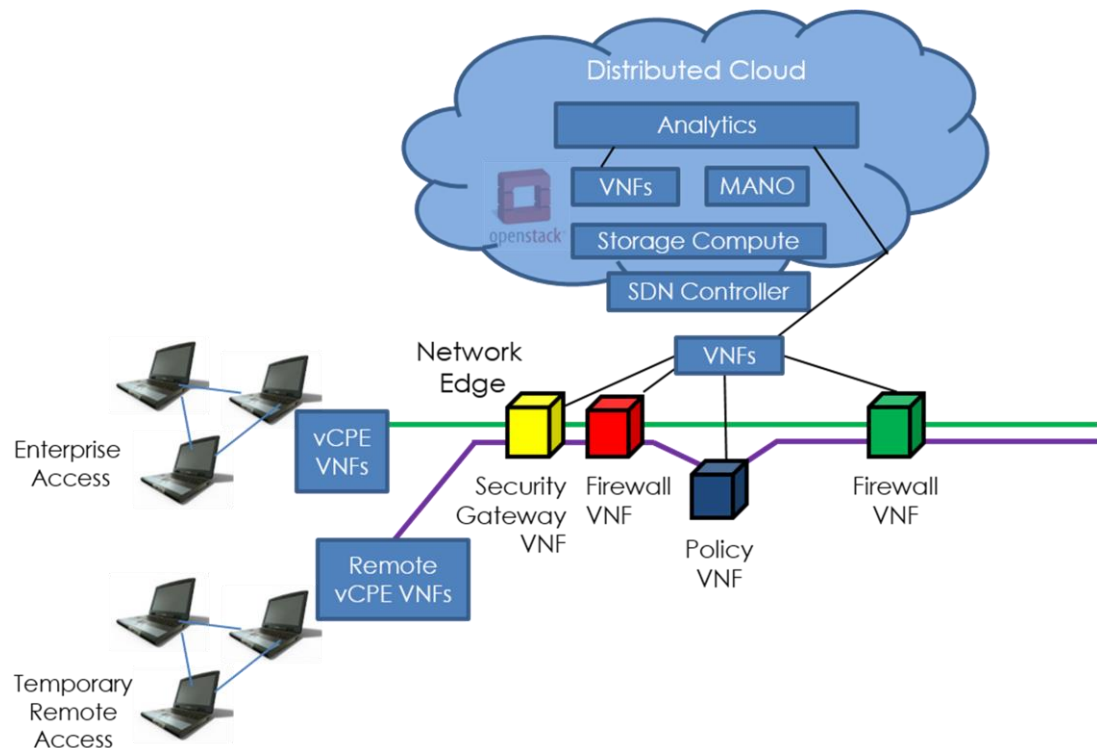 Distributed Cloud
Analytics
VNFs
MANO
openstack
Storage Compute
SDN Controller
Network
Edge
VNFs
Enterprise
Access
vCPE
VNFs
Security
Gateway
VNF
Firewall
VNF
Policy
VNF
Firewall
VNF
Remote
vCPE VNFs
Temporary
Remote
Access